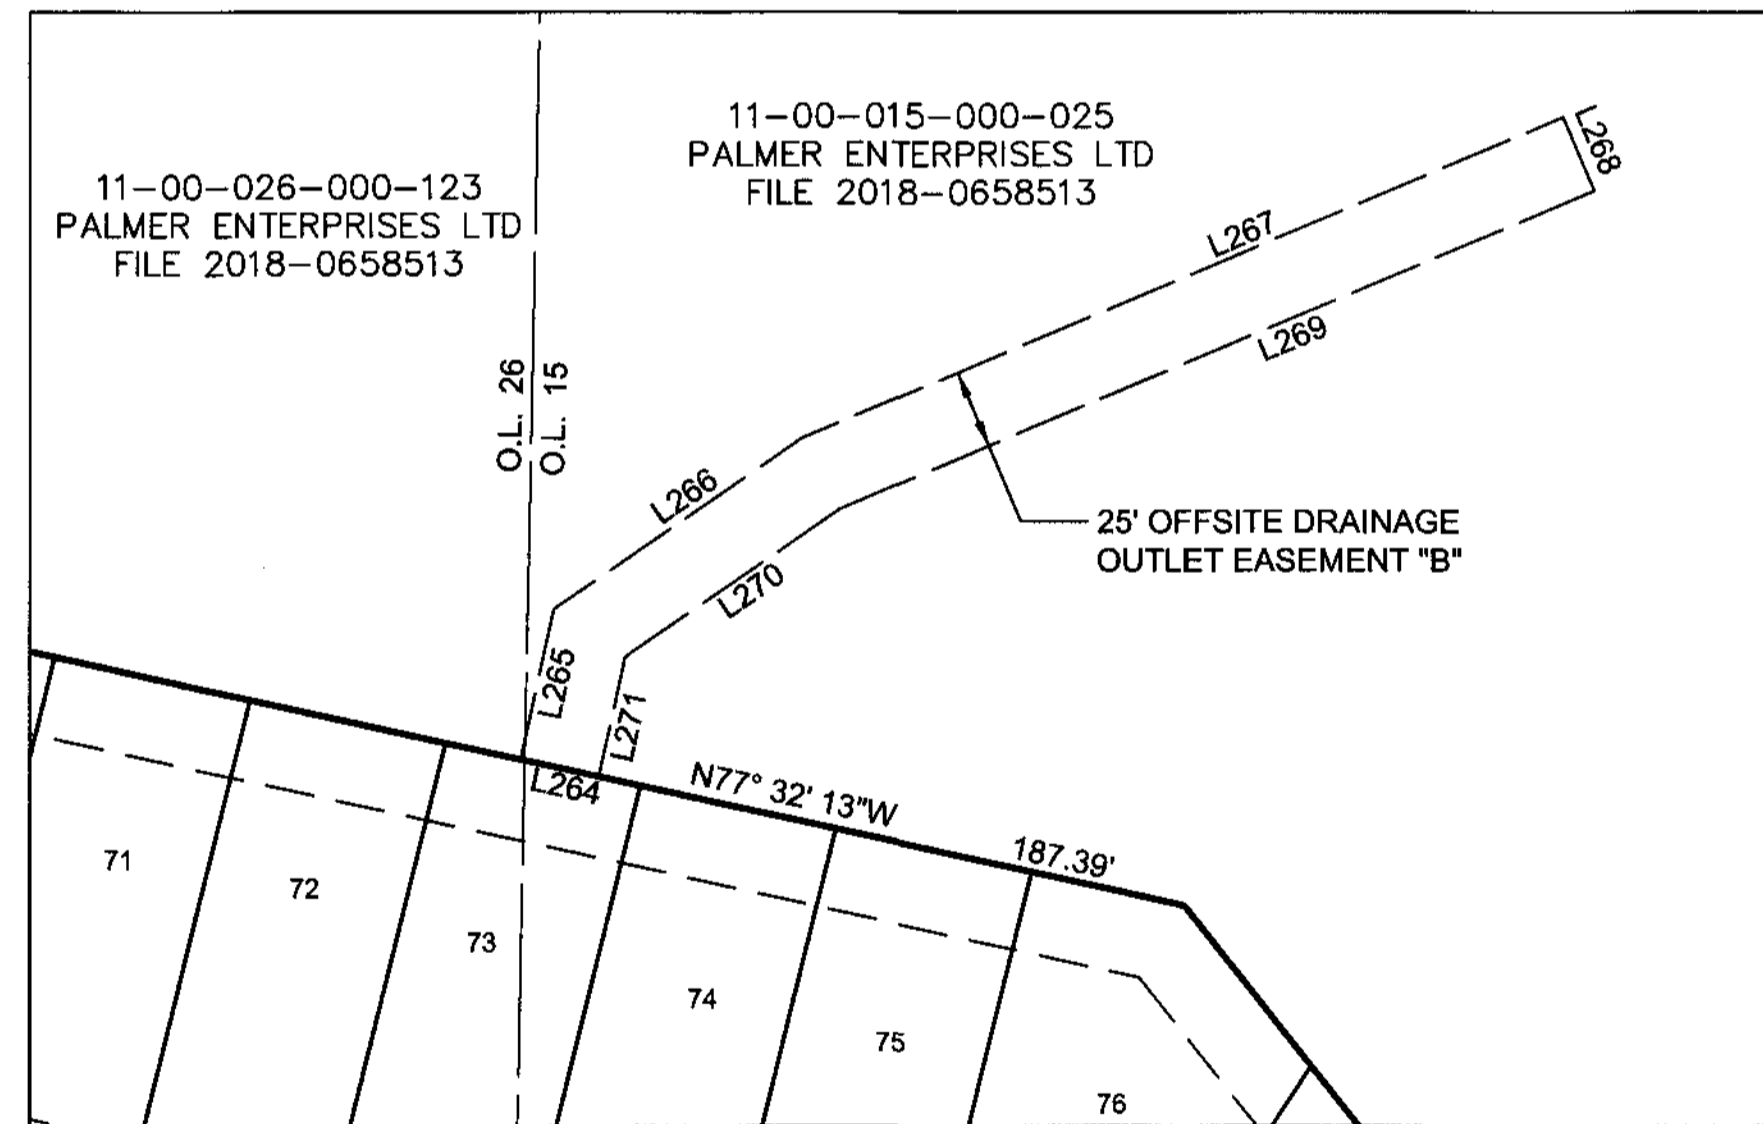 11-00-015-000-025
PALMER ENTERPRISES LTD
FILE 2018-0658513
11-00-026-000-123
PALMER ENTERPRISES LTD
FILE 2018-0658513
L268
L267
L269
O.L. 26
O.L. 15
L266
25' OFFSITE DRAINAGE
OUTLET EASEMENT "B"
L270
L265
L271
L264
N77° 32' 13"W
187.39'
71
72
73
74
75
76